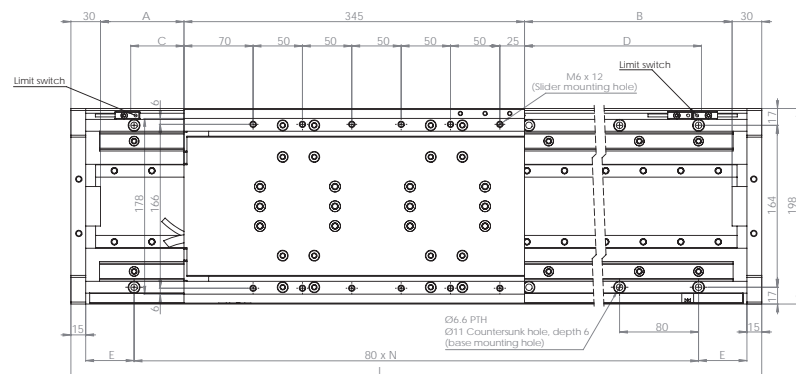 30 A 345 B 30
C 70 50 50 50 50 50 25 D
Limit switch
M6 x 12
(Slider mounting hole)
Limit switch
6
17
178
166
164
198
6
17
Ø6.6 PTH
Ø11 Countersunk hole, depth 6
(base mounting hole)
80
15
15
E 80 x N E
L